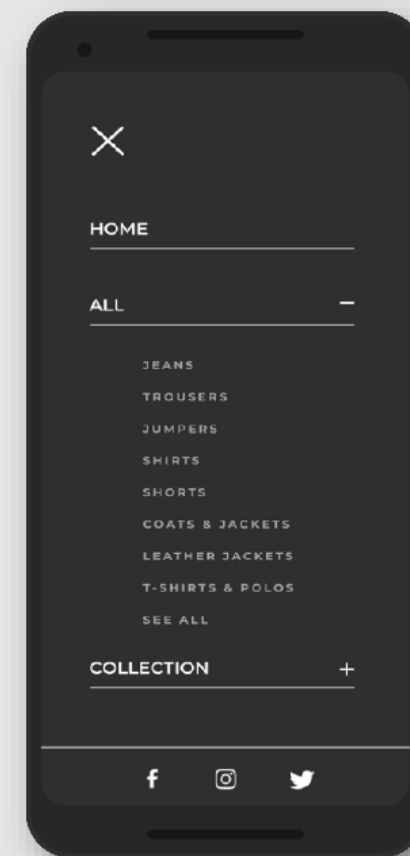 HOME
ALL
JEANS
TROUSERS
JUMPERS
SHIRTS
SHORTS
COATS & JACKETS
LEATHER JACKETS
T-SHIRTS & POLOS
SEE ALL
COLLECTION